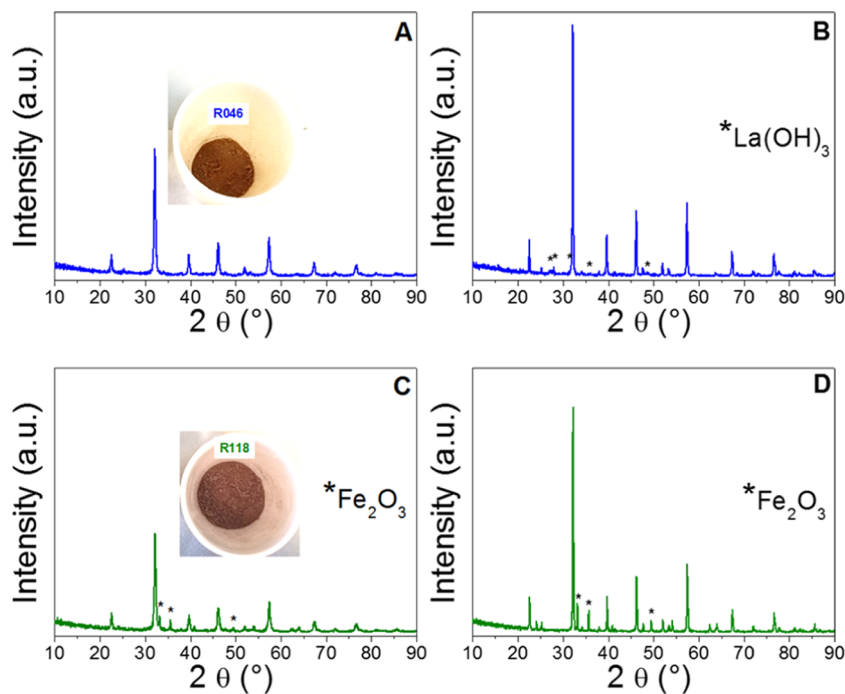 A
Intensity (a.u.)
R046
10 20 30 40 50 60 70 80 90
2 θ (°)
B
Intensity (a.u.)
*La(OH)₃
* * * * *
10 20 30 40 50 60 70 80 90
2 θ (°)
C
Intensity (a.u.)
R118
*Fe₂O₃
* * *
10 20 30 40 50 60 70 80 90
2 θ (°)
D
Intensity (a.u.)
*Fe₂O₃
* * *
10 20 30 40 50 60 70 80 90
2 θ (°)